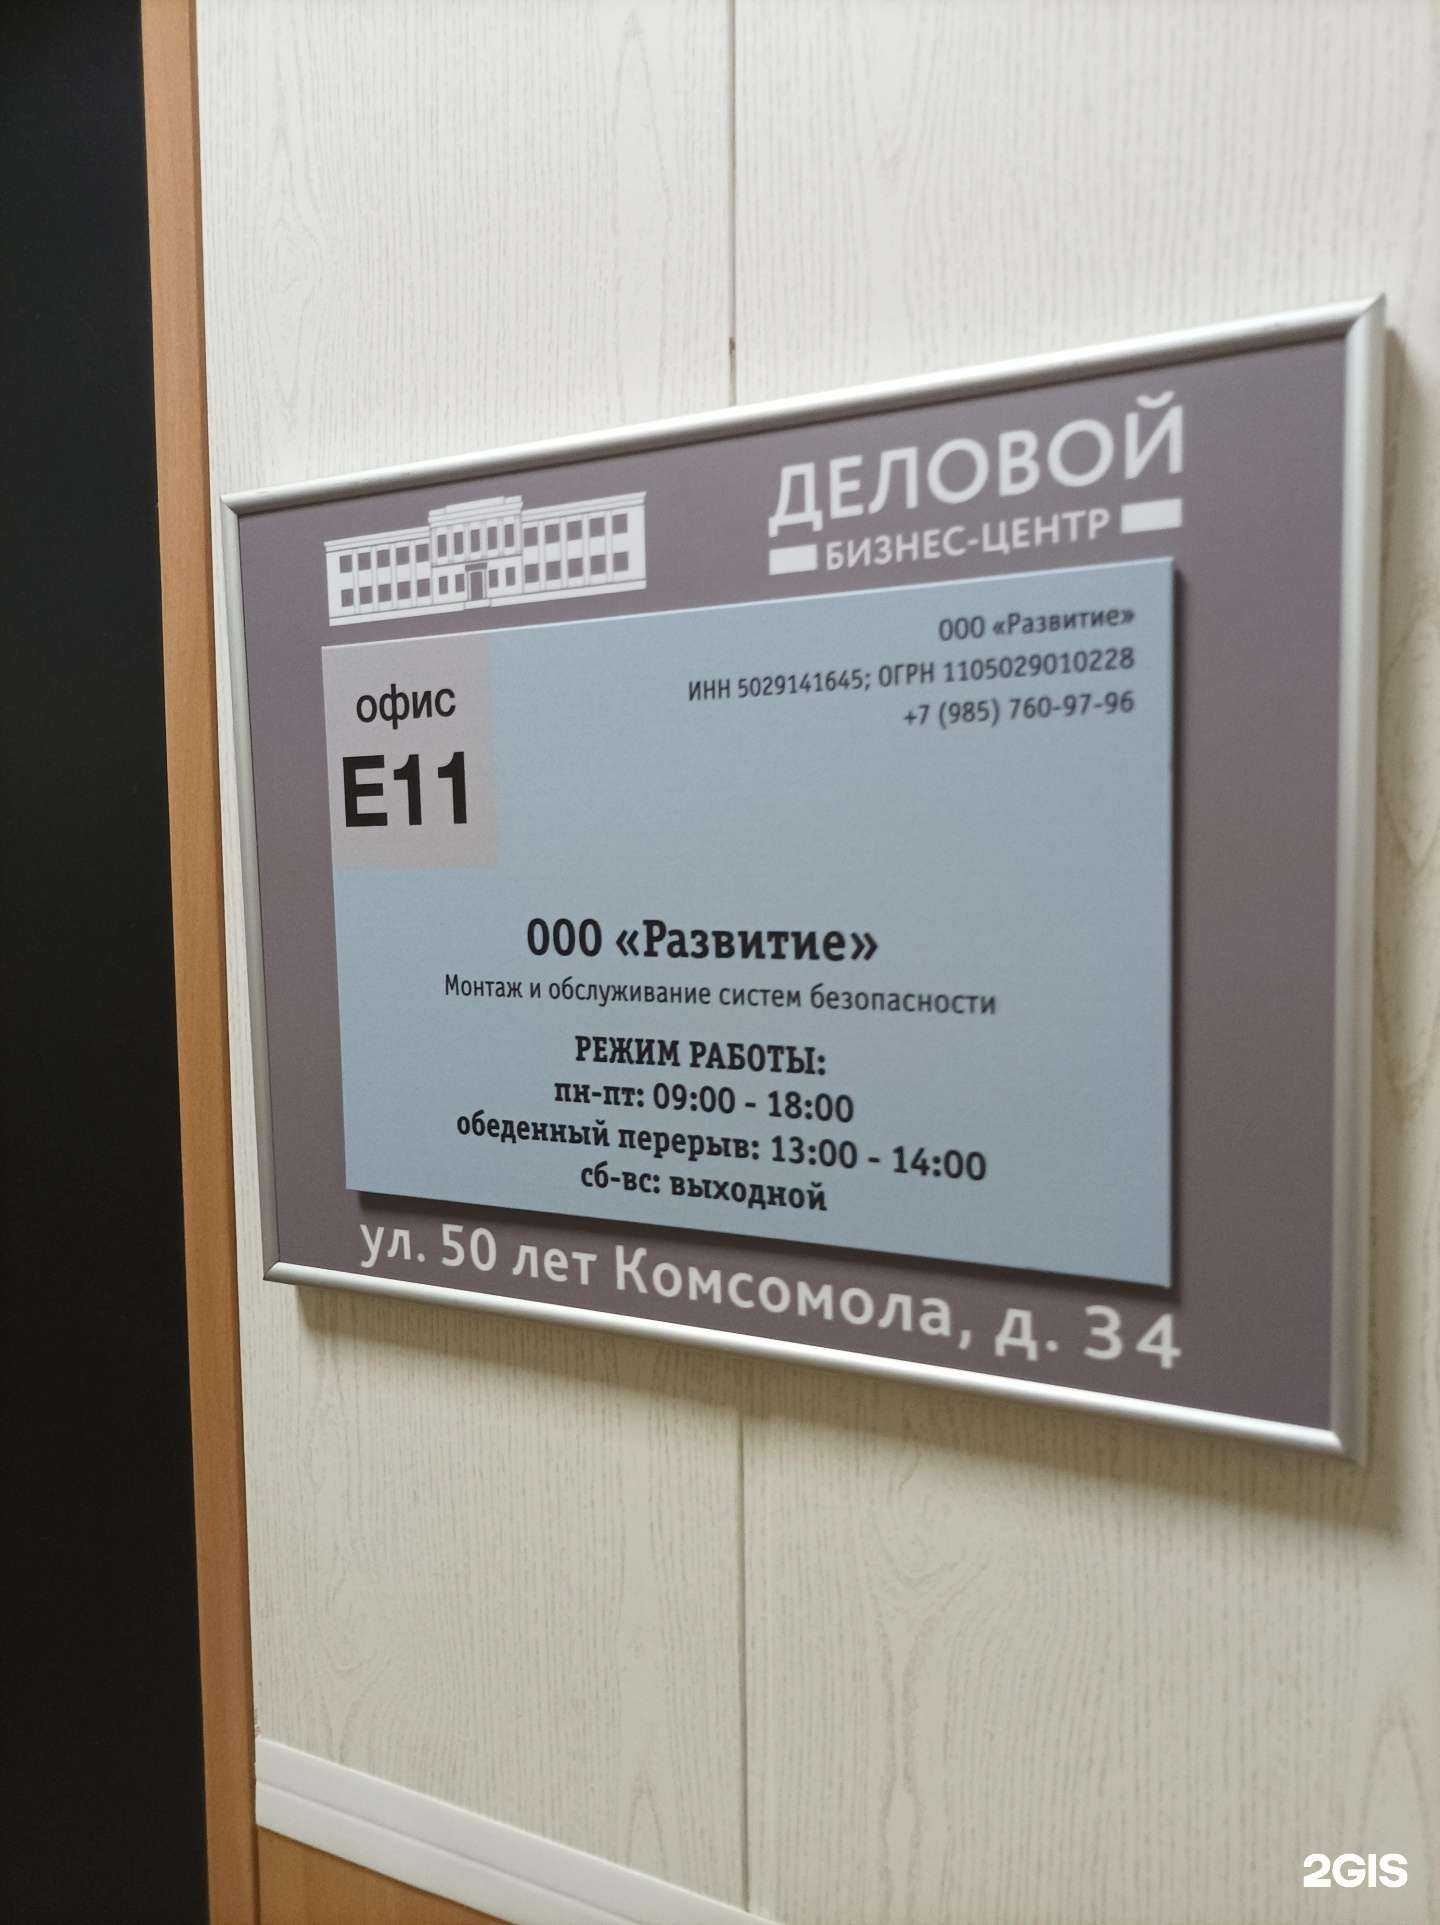 ДЕЛОВОЙ
БИЗНЕС-ЦЕНТР
ООО «Развитие»
ИНН 5029141645; ОГРН 1105029010228
+7 (985) 760-97-96
офис
Е11
ООО «Развитие»
Монтаж и обслуживание систем безопасности
РЕЖИМ РАБОТЫ:
пн-пт: 09:00 - 18:00
обеденный перерыв: 13:00 - 14:00
сб-вс: выходной
ул. 50 лет Комсомола, д. 34
2GIS